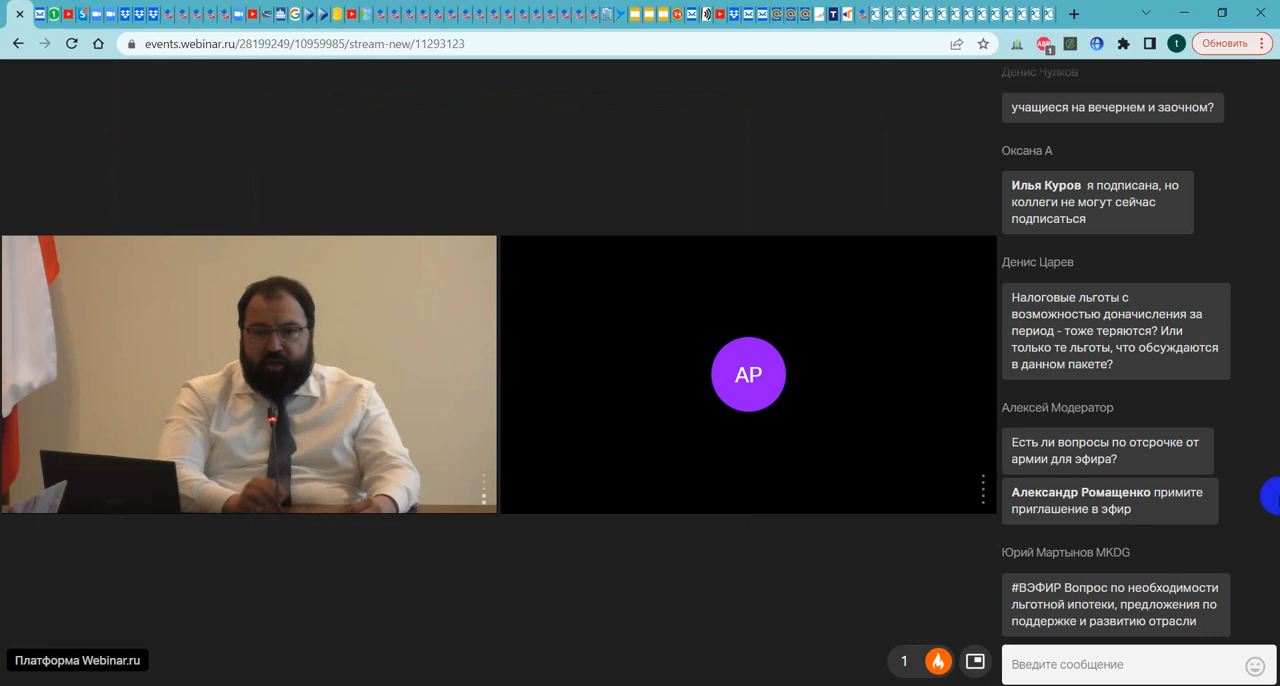 events.webinar.ru/28199249/10959985/stream-new/11293123
ABP
1
t
Обновить
Денис Чулков
учащиеся на вечернем и заочном?
Оксана А
Илья Куров я подписана, но
коллеги не могут сейчас
подписаться
Денис Царев
Налоговые льготы с
возможностью доначисления за
период - тоже теряются? Или
только те льготы, что обсуждаются
в данном пакете?
AP
Алексей Модератор
Есть ли вопросы по отсрочке от
армии для эфира?
Александр Ромащенко примите
приглашение в эфир
Юрий Мартынов MKDG
#ВЭФИР Вопрос по необходимости
льготной ипотеки, предложения по
поддержке и развитию отрасли
Платформа Webinar.ru
1
Введите сообщение